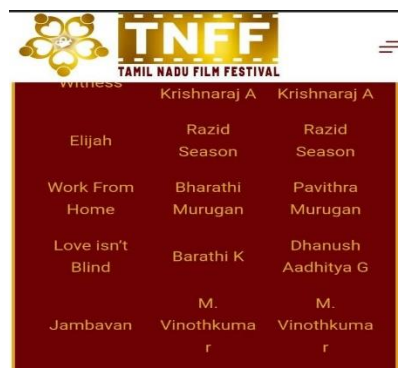 TNFF
TAMIL NADU FILM FESTIVAL
Witness
Krishnaraj A Krishnaraj A
Elijah
Razid
Season
Razid
Season
Work From
Home
Bharathi
Murugan
Pavithra
Murugan
Love isn't
Blind
Barathi K
Dhanush
Aadhitya G
Jambavan
M.
Vinothkuma
r
M.
Vinothkuma
r